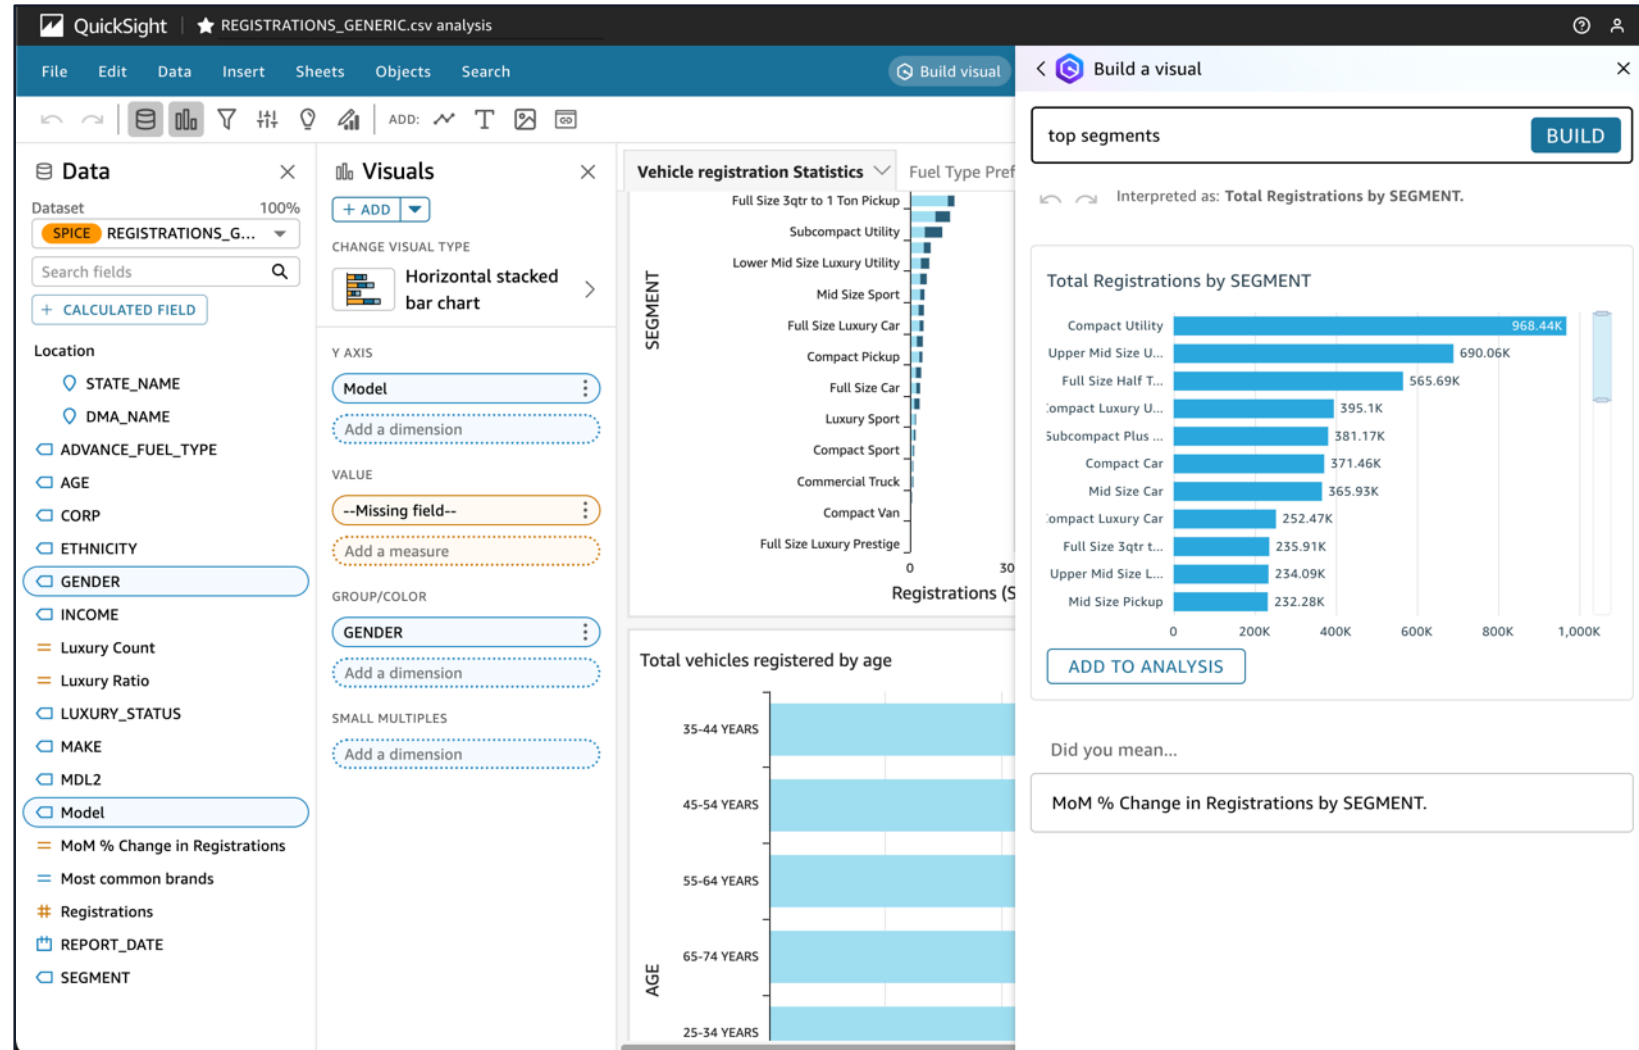 QuickSight
REGISTRATIONS_GENERIC.csv analysis
File Edit Data Insert Sheets Objects Search
Build visual
ADD:
Data
Dataset 100%
SPICE REGISTRATIONS_G...
Search fields
+ CALCULATED FIELD
Location
STATE_NAME
DMA_NAME
ADVANCE_FUEL_TYPE
AGE
CORP
ETHNICITY
GENDER
INCOME
Luxury Count
Luxury Ratio
LUXURY_STATUS
MAKE
MDL2
Model
MoM % Change in Registrations
Most common brands
Registrations
REPORT_DATE
SEGMENT
Visuals
+ ADD
CHANGE VISUAL TYPE
Horizontal stacked
bar chart
Y AXIS
Model
Add a dimension
VALUE
--Missing field--
Add a measure
GROUP/COLOR
GENDER
Add a dimension
SMALL MULTIPLES
Add a dimension
Vehicle registration Statistics
Fuel Type Pref
SEGMENT
Full Size 3qtr to 1 Ton Pickup
Subcompact Utility
Lower Mid Size Luxury Utility
Mid Size Sport
Full Size Luxury Car
Compact Pickup
Full Size Car
Luxury Sport
Compact Sport
Commercial Truck
Compact Van
Full Size Luxury Prestige
0 30
Registrations (S
Total vehicles registered by age
AGE
35-44 YEARS
45-54 YEARS
55-64 YEARS
65-74 YEARS
25-34 YEARS
Build a visual
top segments
BUILD
Interpreted as: Total Registrations by SEGMENT.
Total Registrations by SEGMENT
Compact Utility 968.44K
Upper Mid Size U... 690.06K
Full Size Half T... 565.69K
Compact Luxury U... 395.1K
Subcompact Plus ... 381.17K
Compact Car 371.46K
Mid Size Car 365.93K
Compact Luxury Car 252.47K
Full Size 3qtr t... 235.91K
Upper Mid Size L... 234.09K
Mid Size Pickup 232.28K
0 200K 400K 600K 800K 1,000K
ADD TO ANALYSIS
Did you mean...
MoM % Change in Registrations by SEGMENT.